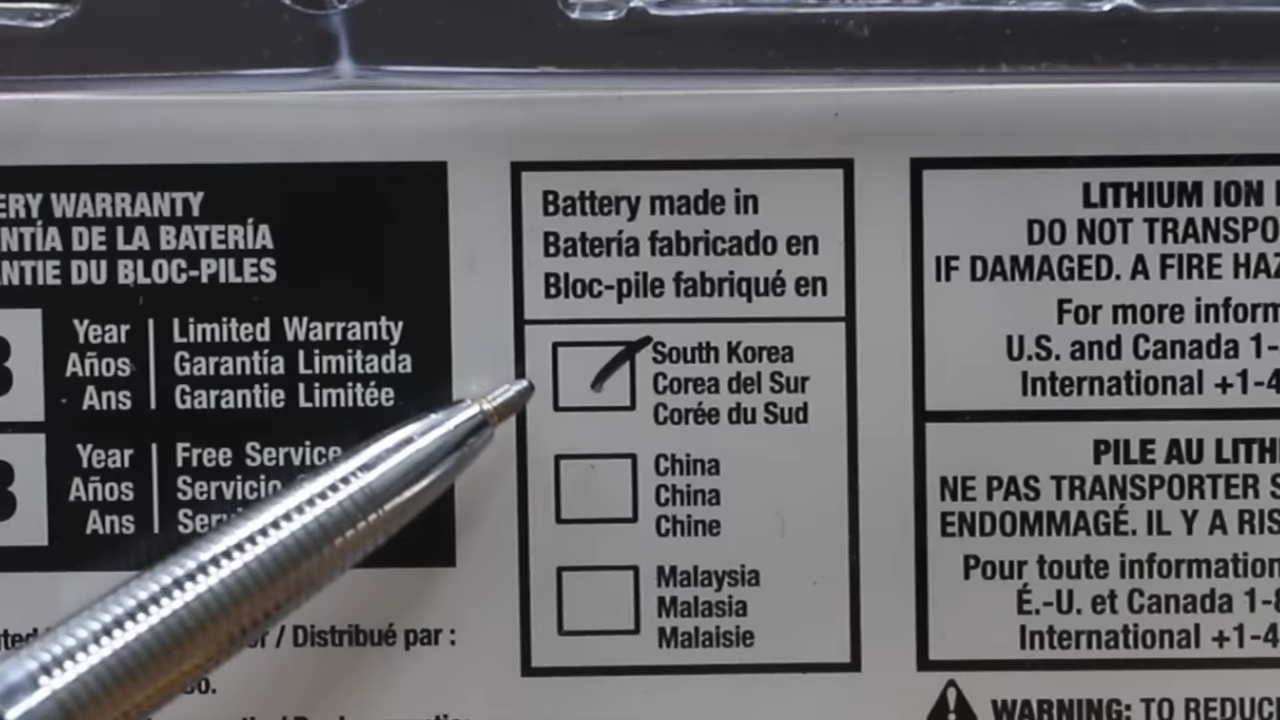 ERY WARRANTY
NTÍA DE LA BATERÍA
NTIE DU BLOC-PILES
3
Year
Años
Ans
Limited Warranty
Garantía Limitada
Garantie Limitée
3
Year
Años
Ans
Free Service
Servicio
/ Distribué par :
Battery made in
Batería fabricado en
Bloc-pile fabriqué en
South Korea
Corea del Sur
Corée du Sud
China
China
Chine
Malaysia
Malasia
Malaisie
LITHIUM ION
DO NOT TRANSPO
IF DAMAGED. A FIRE HAZ
For more inform
U.S. and Canada 1-
International +1-4
PILE AU LITH
NE PAS TRANSPORTER S
ENDOMMAGÉ. IL Y A RIS
Pour toute information
É.-U. et Canada 1-8
International +1-4
WARNING: TO REDUC